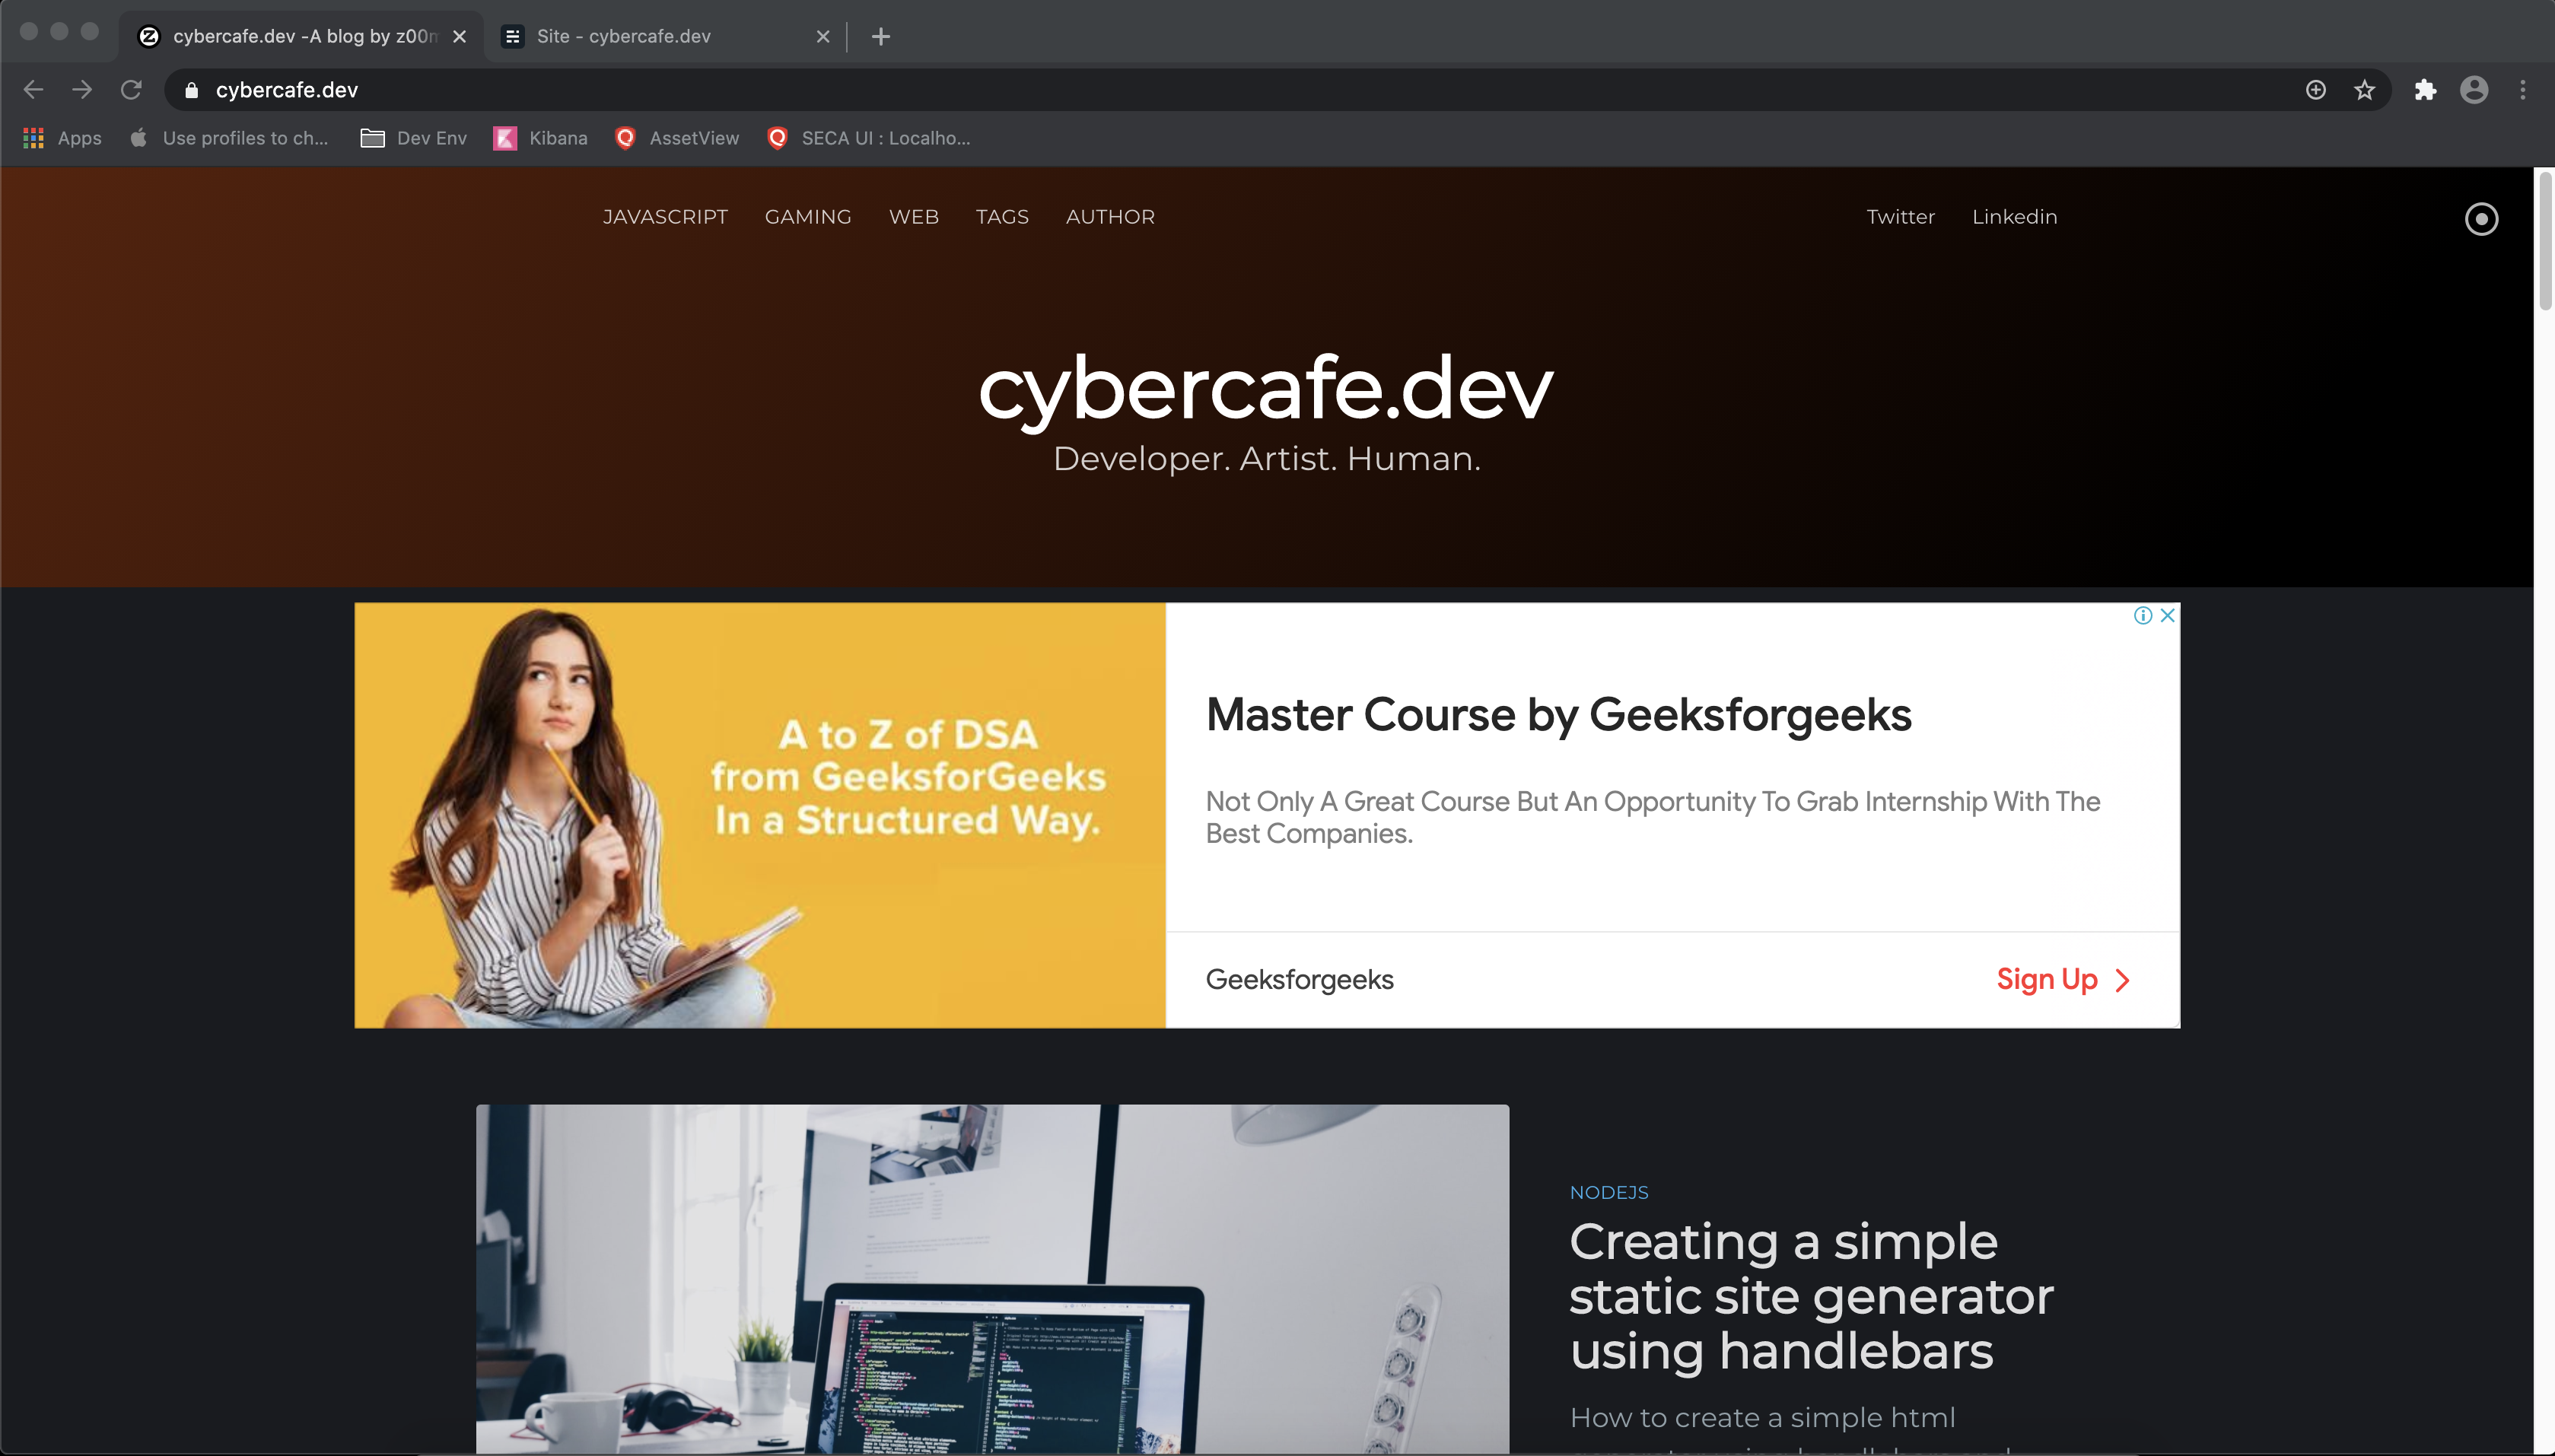 cybercafe.dev -A blog by z00m
Site - cybercafe.dev
cybercafe.dev
Apps
Use profiles to ch...
Dev Env
Kibana
AssetView
SECA UI : Localho...
JAVASCRIPT
GAMING
WEB
TAGS
AUTHOR
Twitter
Linkedin
cybercafe.dev
Developer. Artist. Human.
A to Z of DSA
from GeeksforGeeks
In a Structured Way.
Master Course by Geeksforgeeks
Not Only A Great Course But An Opportunity To Grab Internship With The
Best Companies.
Geeksforgeeks
Sign Up
NODEJS
Creating a simple
static site generator
using handlebars
How to create a simple html